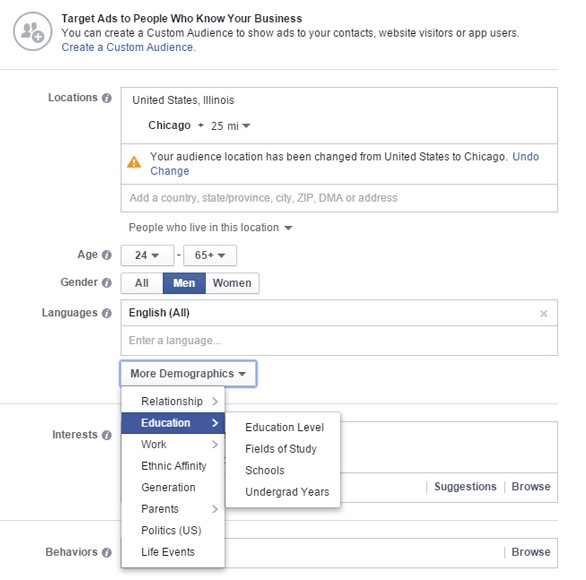 Target Ads to People Who Know Your Business
You can create a Custom Audience to show ads to your contacts, website visitors or app users.
Create a Custom Audience.
Locations
United States, Illinois
Chicago + 25 mi
Your audience location has been changed from United States to Chicago. Undo
Change
Add a country, state/province, city, ZIP, DMA or address
People who live in this location
Age 24 - 65+
Gender All Men Women
Languages English (All)
Enter a language...
More Demographics
Relationship
Education
Work
Ethnic Affinity
Generation
Parents
Politics (US)
Life Events
Education Level
Fields of Study
Schools
Undergrad Years
Interests
Suggestions Browse
Behaviors Browse